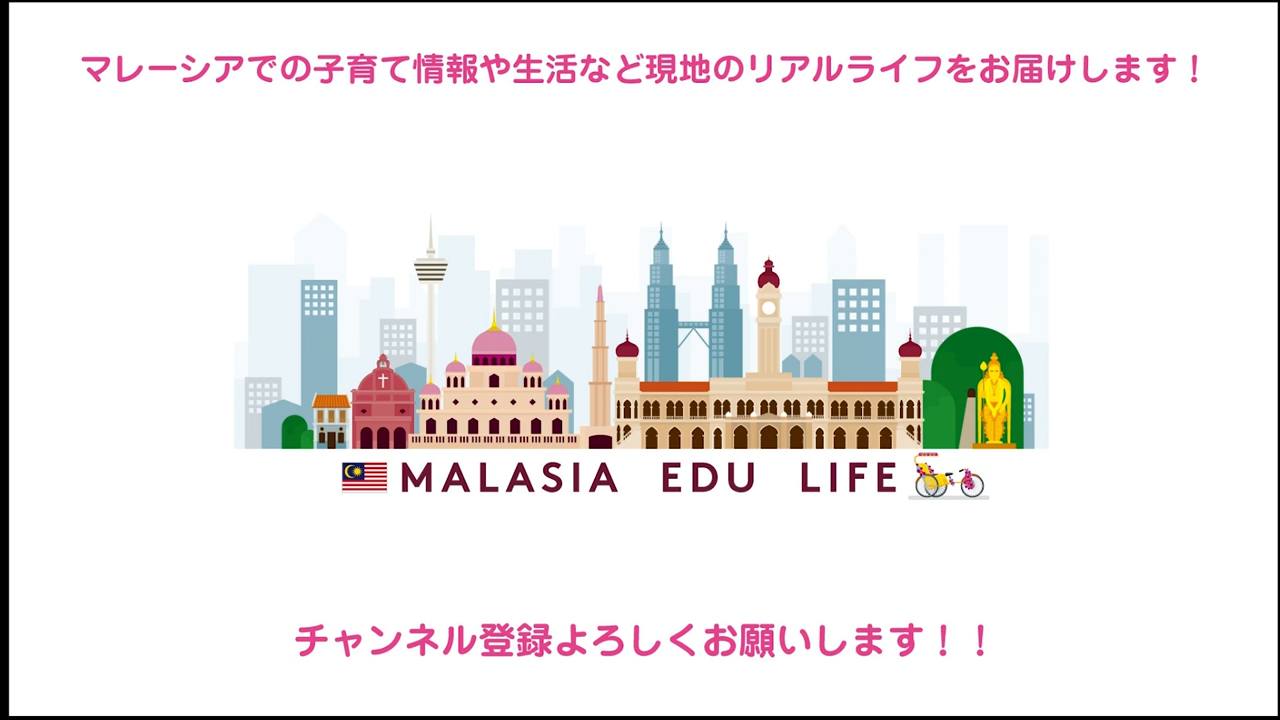 マレーシアでの子育て情報や生活など現地のリアルライフをお届けします！
MALASIA EDU LIFE
チャンネル登録よろしくお願いします！！